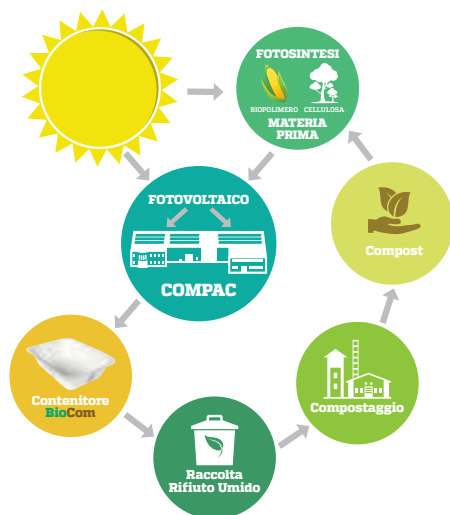 FOTOSINTESI
BIOPOLIMERO CELLULOSA
MATERIA
PRIMA
FOTOVOLTAICO
COMPAC
Compost
Contenitore
BioCom
Compostaggio
Raccolta
Rifiuto Umido